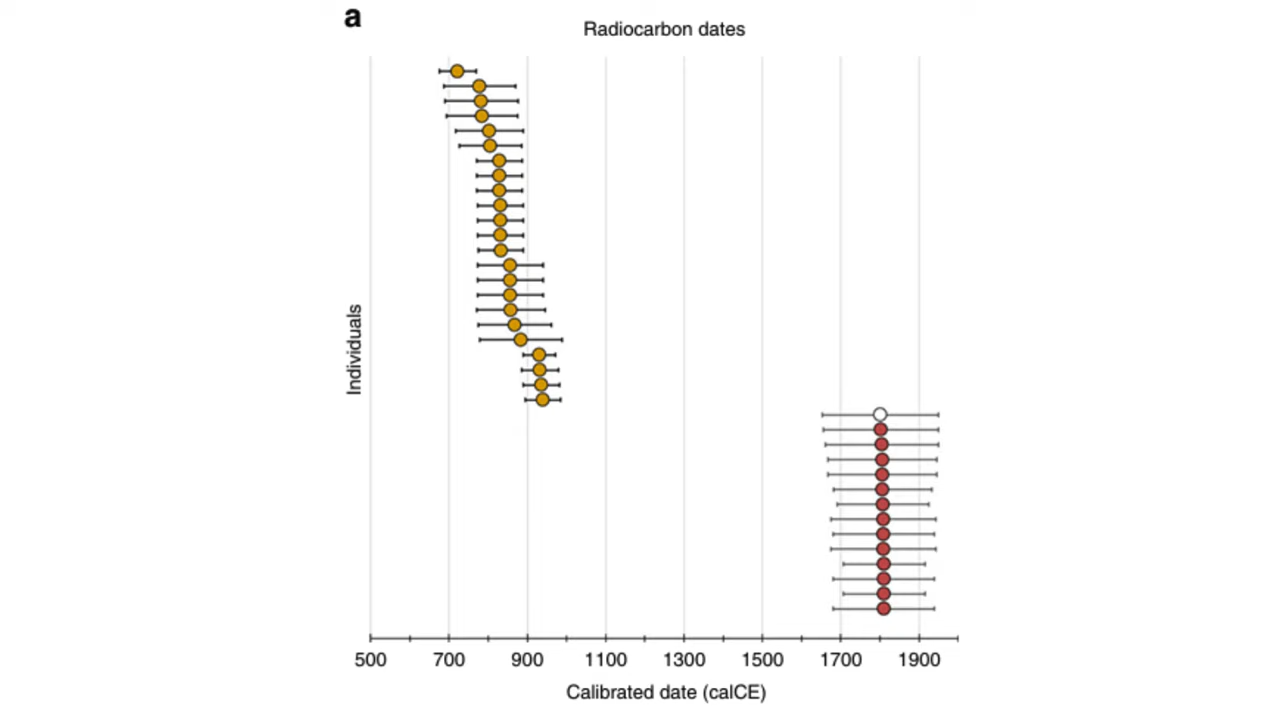 a
Radiocarbon dates
Individuals
500 700 900 1100 1300 1500 1700 1900
Calibrated date (calCE)